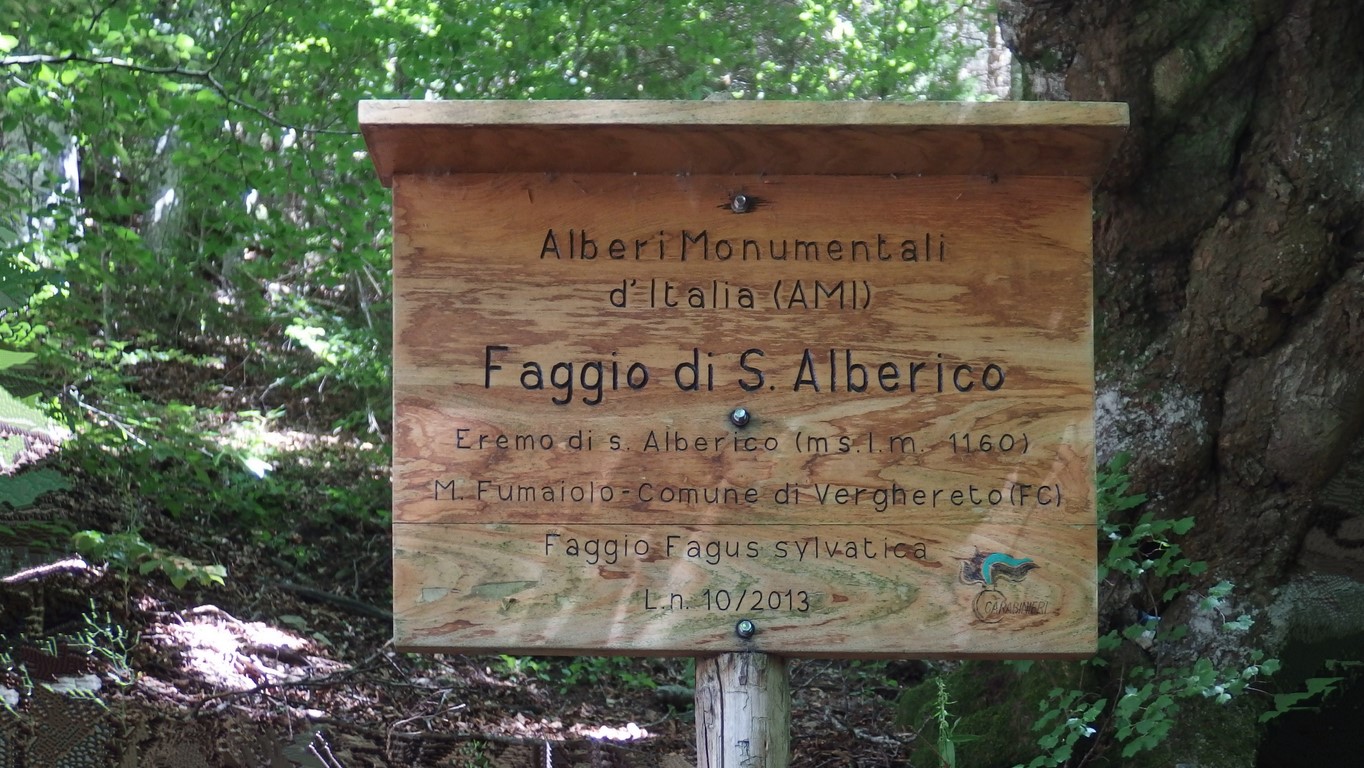 Alberi Monumentali
d'Italia (AMI)
Faggio di S. Alberico
Eremo di s. Alberico (m s.l.m. 1160)
M. Fumaiolo-Comune di Verghereto (FC)
Faggio Fagus sylvatica
L.n. 10/2013
CARABINIERI